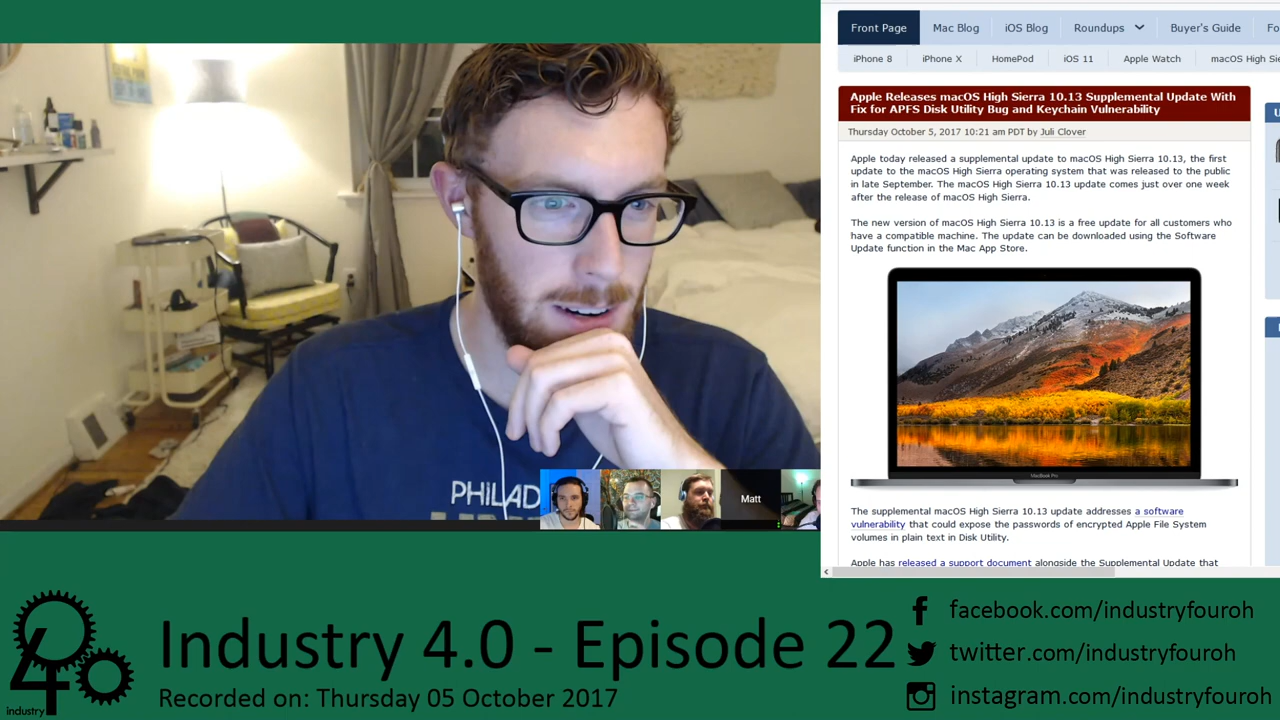 Front Page
Mac Blog
iOS Blog
Roundups
Buyer's Guide
Fo
iPhone 8
iPhone X
HomePod
iOS 11
Apple Watch
macOS High Sie
Apple Releases macOS High Sierra 10.13 Supplemental Update With
Fix for APFS Disk Utility Bug and Keychain Vulnerability
Thursday October 5, 2017 10:21 am PDT by Juli Clover
Apple today released a supplemental update to macOS High Sierra 10.13, the first
update to the macOS High Sierra operating system that was released to the public
in late September. The macOS High Sierra 10.13 update comes just over one week
after the release of macOS High Sierra.
The new version of macOS High Sierra 10.13 is a free update for all customers who
have a compatible machine. The update can be downloaded using the Software
Update function in the Mac App Store.
MacBook Pro
The supplemental macOS High Sierra 10.13 update addresses a software
vulnerability that could expose the passwords of encrypted Apple File System
volumes in plain text in Disk Utility.
Apple has released a support document alongside the Supplemental Update that
PHILAD
Matt
40
industry
Industry 4.0 - Episode 22
Recorded on: Thursday 05 October 2017
facebook.com/industryfouroh
twitter.com/industryfouroh
instagram.com/industryfouroh